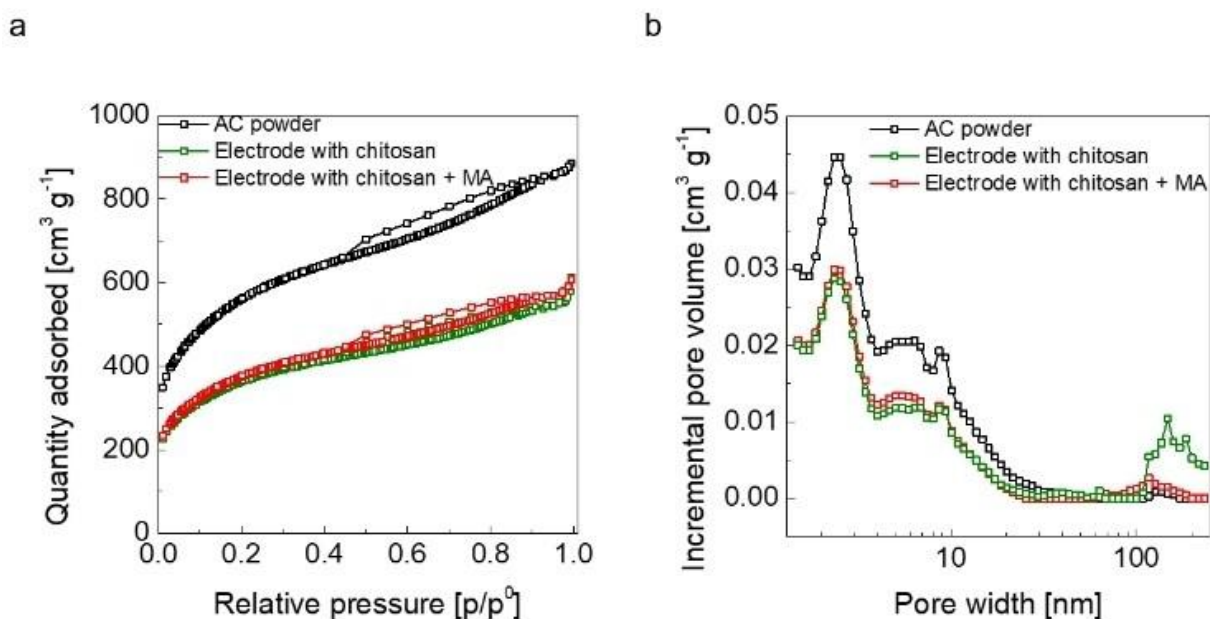 a
b
1000
800
600
400
200
0
Quantity adsorbed [cm³ g⁻¹]
AC powder
Electrode with chitosan
Electrode with chitosan + MA
0.0 0.2 0.4 0.6 0.8 1.0
Relative pressure [p/p⁰]
0.05
0.04
0.03
0.02
0.01
0.00
Incremental pore volume [cm³ g⁻¹]
AC powder
Electrode with chitosan
Electrode with chitosan + MA
10 100
Pore width [nm]